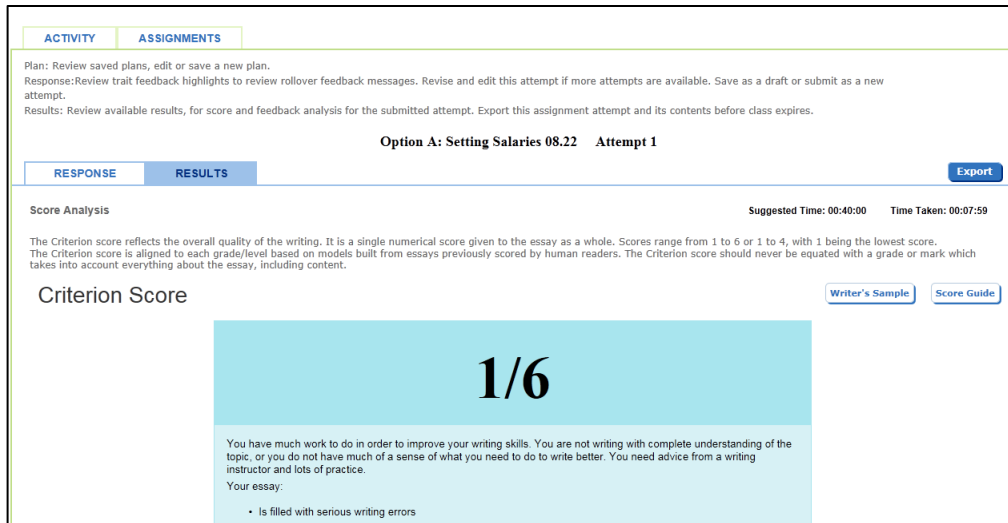 ACTIVITY ASSIGNMENTS
Plan: Review saved plans, edit or save a new plan.
Response:Review trait feedback highlights to review rollover feedback messages. Revise and edit this attempt if more attempts are available. Save as a draft or submit as a new
attempt.
Results: Review available results, for score and feedback analysis for the submitted attempt. Export this assignment attempt and its contents before class expires.
Option A: Setting Salaries 08.22 Attempt 1
RESPONSE RESULTS Export
Score Analysis Suggested Time: 00:40:00 Time Taken: 00:07:59
The Criterion score reflects the overall quality of the writing. It is a single numerical score given to the essay as a whole. Scores range from 1 to 6 or 1 to 4, with 1 being the lowest score.
The Criterion score is aligned to each grade/level based on models built from essays previously scored by human readers. The Criterion score should never be equated with a grade or mark which
takes into account everything about the essay, including content.
Criterion Score Writer's Sample Score Guide
1/6
You have much work to do in order to improve your writing skills. You are not writing with complete understanding of the
topic, or you do not have much of a sense of what you need to do to write better. You need advice from a writing
instructor and lots of practice.
Your essay:
• Is filled with serious writing errors